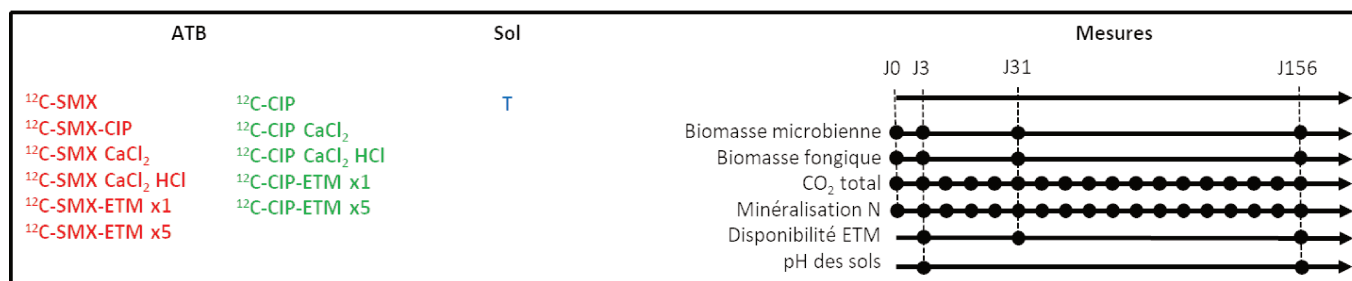 ATB Sol Mesures
J0 J3 J31 J156
¹²C-SMX ¹²C-CIP T
¹²C-SMX-CIP ¹²C-CIP CaCl₂ Biomasse microbienne
¹²C-SMX CaCl₂ ¹²C-CIP CaCl₂ HCl Biomasse fongique
¹²C-SMX CaCl₂ HCl ¹²C-CIP-ETM x1 CO₂ total
¹²C-SMX-ETM x1 ¹²C-CIP-ETM x5 Minéralisation N
¹²C-SMX-ETM x5 Disponibilité ETM
pH des sols